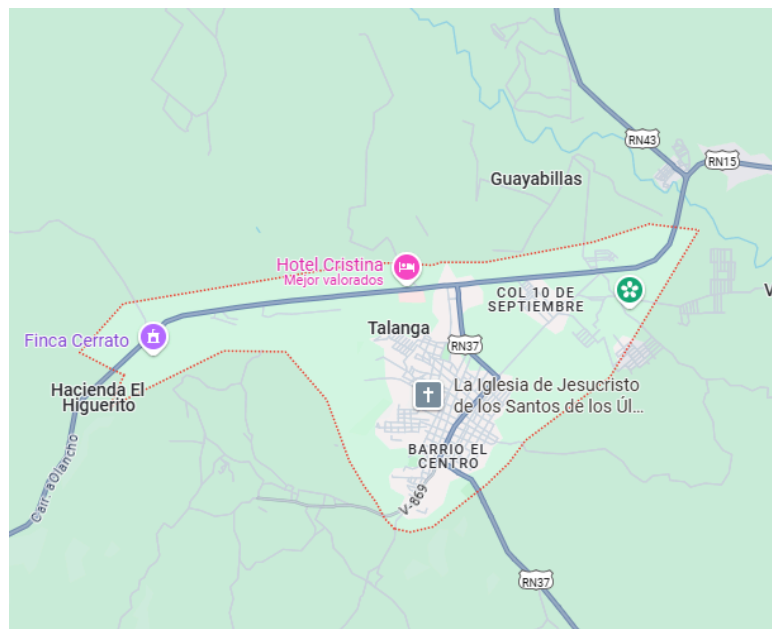 RN43
RN15
Guayabillas
Hotel Cristina
Mejor valorados
COL 10 DE
SEPTIEMBRE
Talanga
Finca Cerrato
RN37
Hacienda El
Higuerito
La Iglesia de Jesucristo
de los Santos de los Úl...
BARRIO EL
CENTRO
V-869
Carr. a Olancho
RN37
V